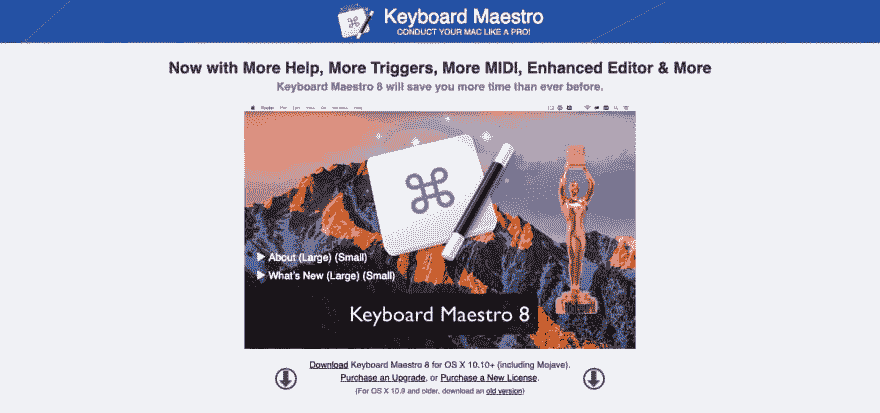 Keyboard Maestro
CONDUCT YOUR MAC LIKE A PRO!
Now with More Help, More Triggers, More MIDI, Enhanced Editor & More
Keyboard Maestro 8 will save you more time than ever before.
▶ About (Large) (Small)
▶ What's New (Large) (Small)
Keyboard Maestro 8
Download Keyboard Maestro 8 for OS X 10.10+ (including Mojave).
Purchase an Upgrade, or Purchase a New License.
(For OS X 10.9 and older, download an old version)